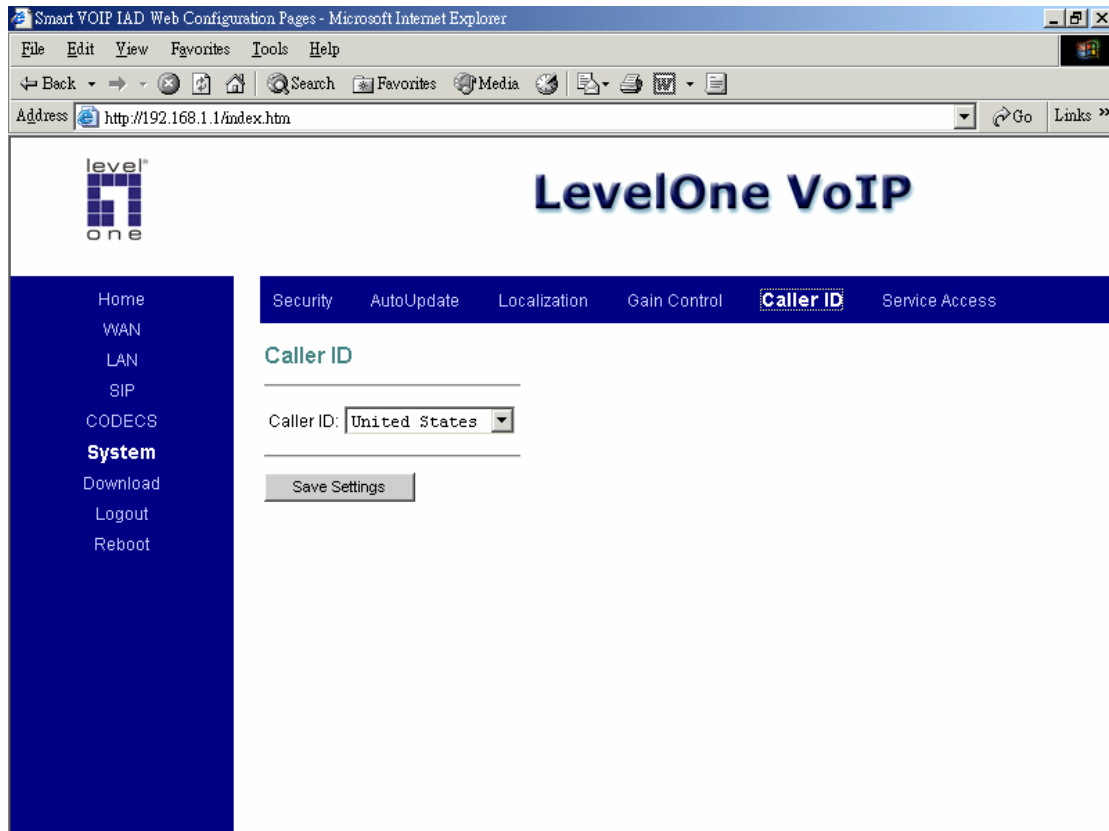 Smart VOIP IAD Web Configuration Pages - Microsoft Internet Explorer
File Edit View Favorites Tools Help
Back Search Favorites Media
Address http://192.168.1.1/index.htm Go Links »
level®
one
LevelOne VoIP
Home
WAN
LAN
SIP
CODECS
System
Download
Logout
Reboot
Security AutoUpdate Localization Gain Control Caller ID Service Access
Caller ID
Caller ID: United States
Save Settings